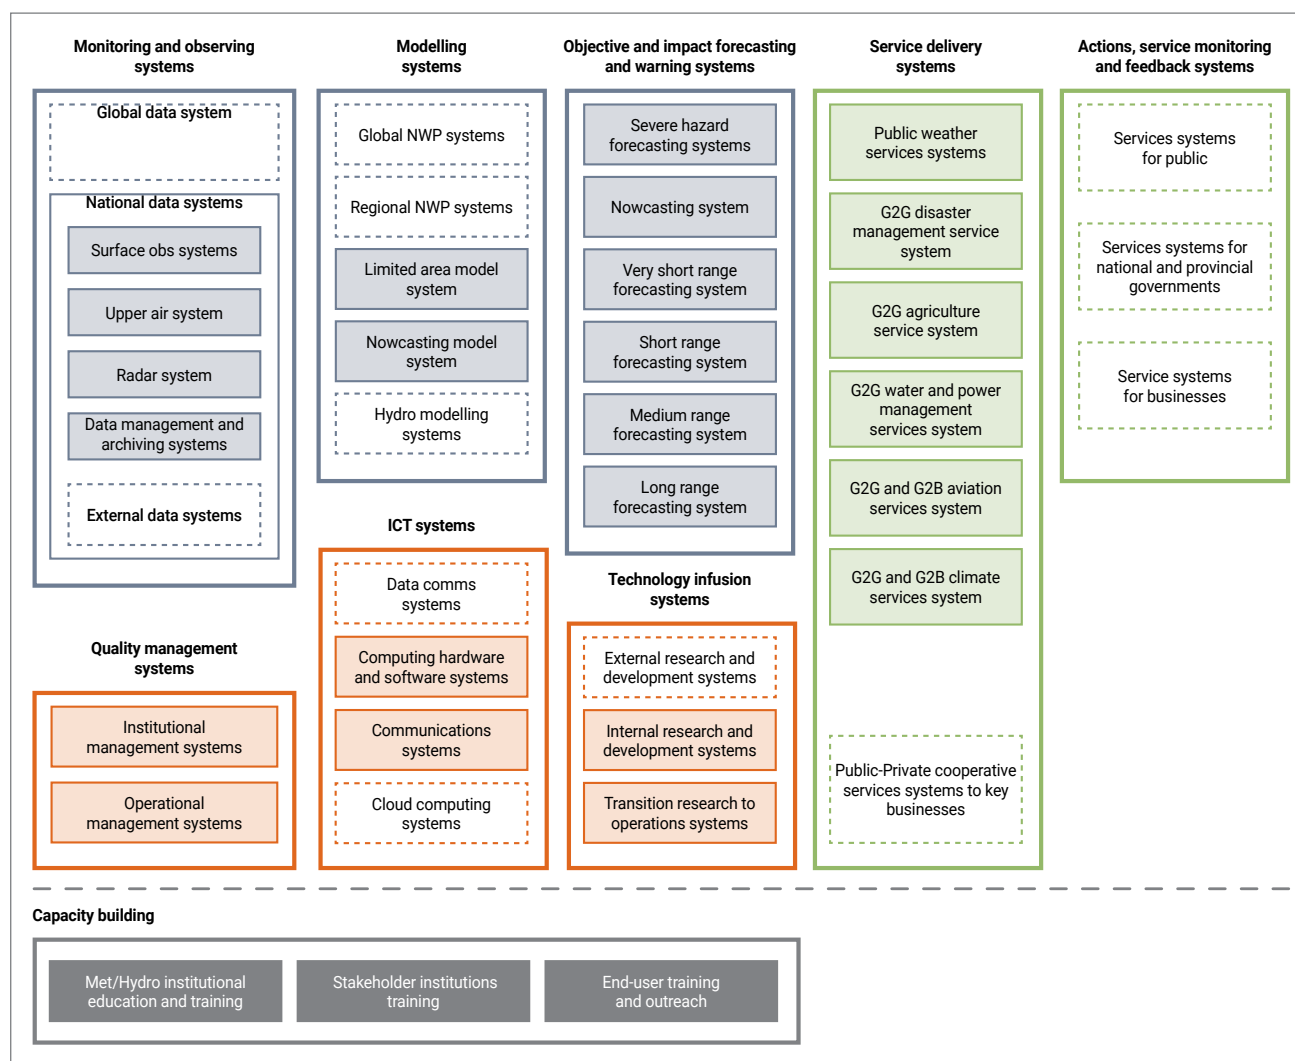 Monitoring and observing
systems
Global data system
National data systems
Surface obs systems
Upper air system
Radar system
Data management and
archiving systems
External data systems
Quality management
systems
Institutional
management systems
Operational
management systems
Modelling
systems
Global NWP systems
Regional NWP systems
Limited area model
system
Nowcasting model
system
Hydro modelling
systems
ICT systems
Data comms
systems
Computing hardware
and software systems
Communications
systems
Cloud computing
systems
Objective and impact forecasting
and warning systems
Severe hazard
forecasting systems
Nowcasting system
Very short range
forecasting system
Short range
forecasting system
Medium range
forecasting system
Long range
forecasting system
Technology infusion
systems
External research and
development systems
Internal research and
development systems
Transition research to
operations systems
Service delivery
systems
Public weather
services systems
G2G disaster
management service
system
G2G agriculture
service system
G2G water and power
management
services system
G2G and G2B aviation
services system
G2G and G2B climate
services system
Public-Private cooperative
services systems to key
businesses
Actions, service monitoring
and feedback systems
Services systems
for public
Services systems for
national and provincial
governments
Service systems
for businesses
Capacity building
Met/Hydro institutional
education and training
Stakeholder institutions
training
End-user training
and outreach